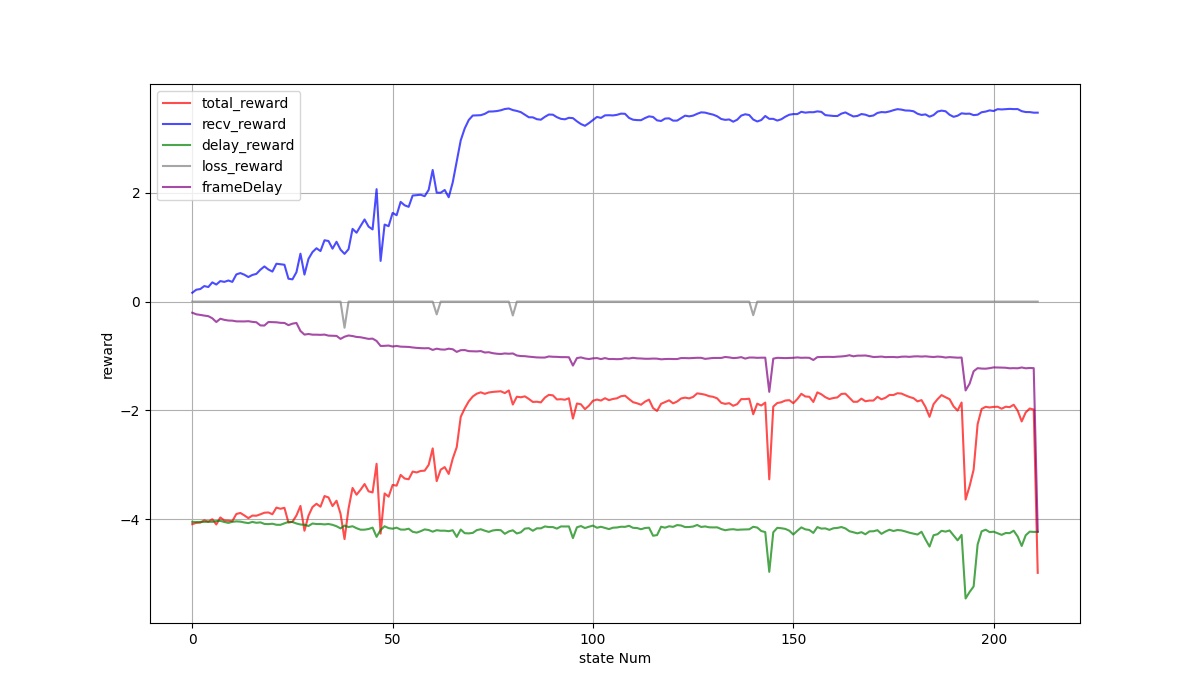 total_reward
recv_reward
delay_reward
loss_reward
frameDelay
2
0
−2
−4
reward
0
50
100
150
200
state Num